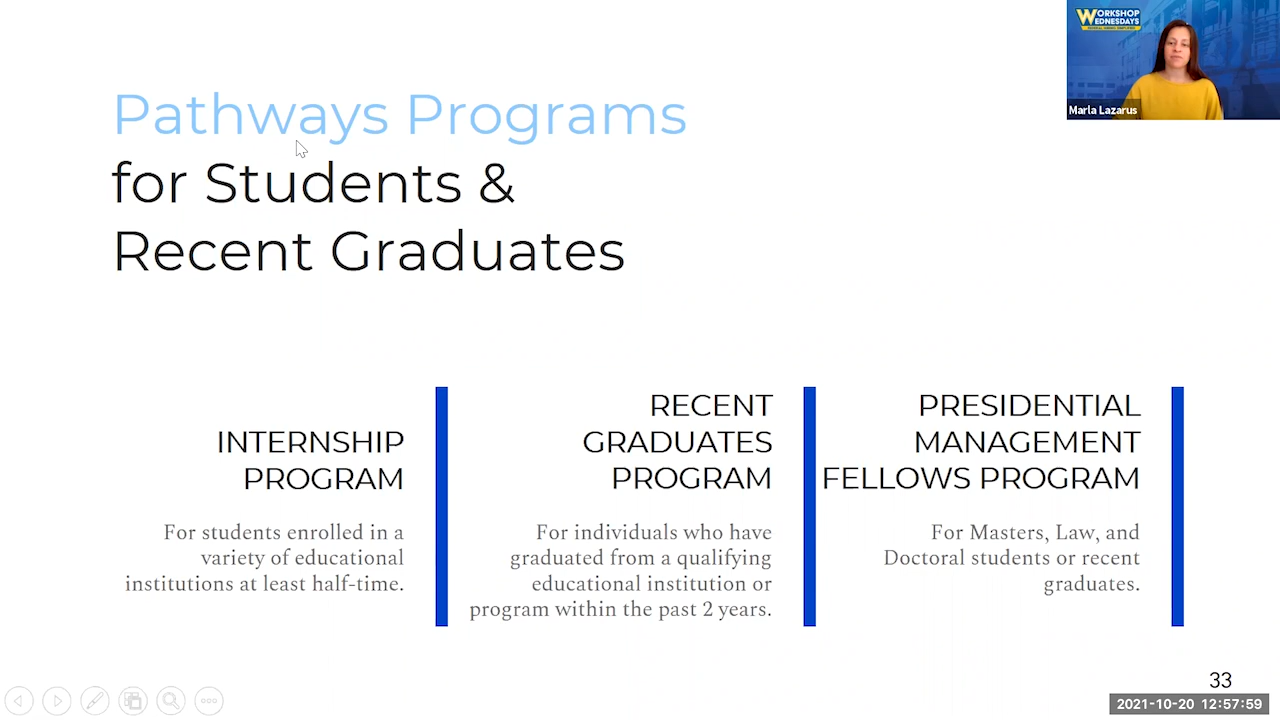 WORKSHOP
WEDNESDAYS
Marla Lazarus
Pathways Programs
for Students &
Recent Graduates
INTERNSHIP
PROGRAM
For students enrolled in a
variety of educational
institutions at least half-time.
RECENT
GRADUATES
PROGRAM
For individuals who have
graduated from a qualifying
educational institution or
program within the past 2 years.
PRESIDENTIAL
MANAGEMENT
FELLOWS PROGRAM
For Masters, Law, and
Doctoral students or recent
graduates.
33
2021-10-20 12:57:59